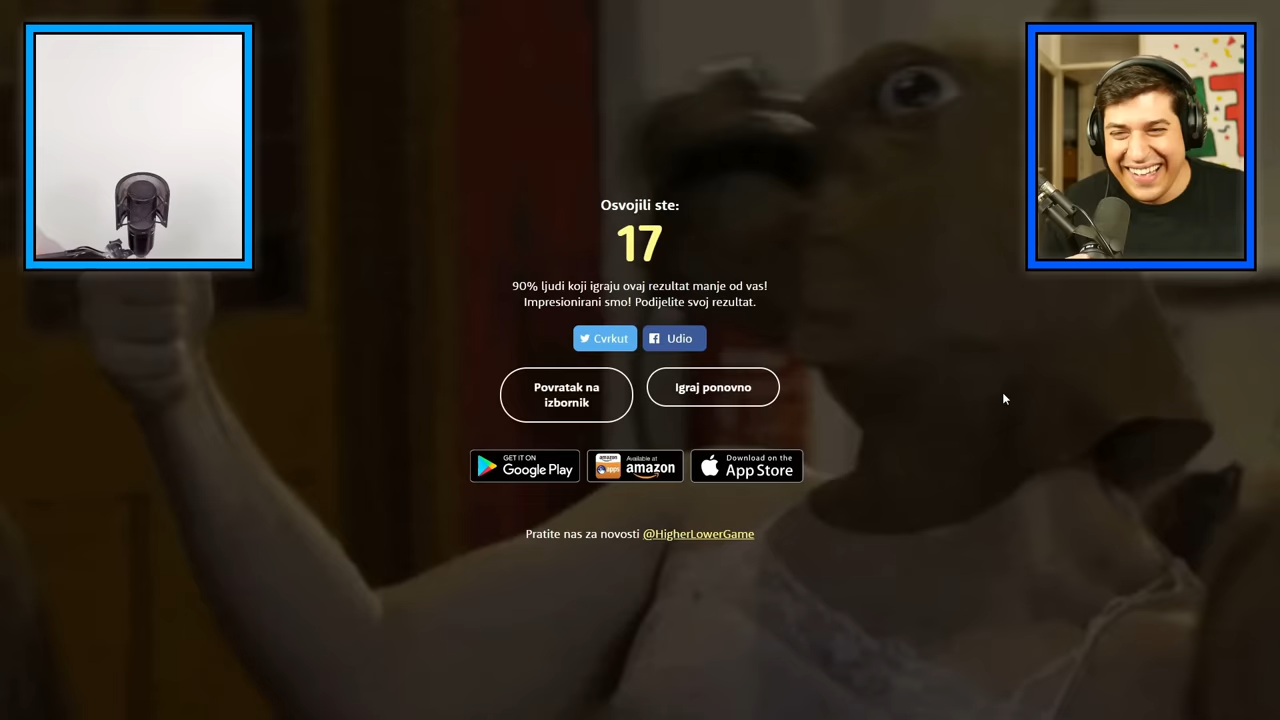 Osvojili ste:
17
90% ljudi koji igraju ovaj rezultat manje od vas!
Impresionirani smo! Podijelite svoj rezultat.
Cvrkut
Udio
Povratak na
izbornik
Igraj ponovno
GET IT ON
Google Play
amazon
apps
Available at
amazon
Download on the
App Store
Pratite nas za novosti @HigherLowerGame